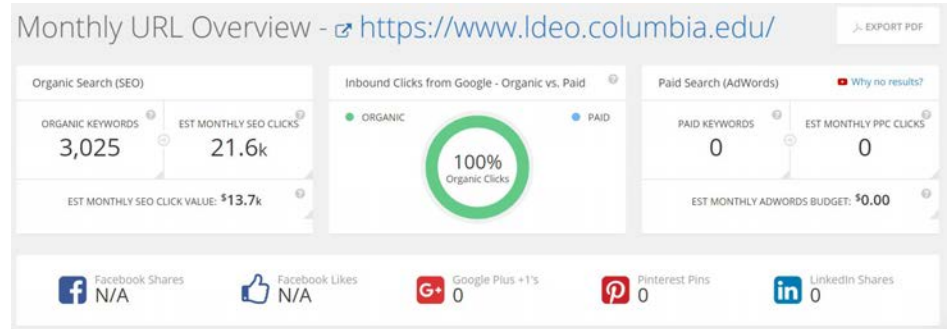 Monthly URL Overview - https://www.ldeo.columbia.edu/
EXPORT PDF
Organic Search (SEO)
ORGANIC KEYWORDS
3,025
EST MONTHLY SEO CLICKS
21.6k
EST MONTHLY SEO CLICK VALUE: $13.7k
Inbound Clicks from Google - Organic vs. Paid
ORGANIC
PAID
100%
Organic Clicks
Paid Search (AdWords)
Why no results?
PAID KEYWORDS
0
EST MONTHLY PPC CLICKS
0
EST MONTHLY ADWORDS BUDGET: $0.00
Facebook Shares
N/A
Facebook Likes
N/A
G+
Google Plus +1's
0
Pinterest Pins
0
in
LinkedIn Shares
0